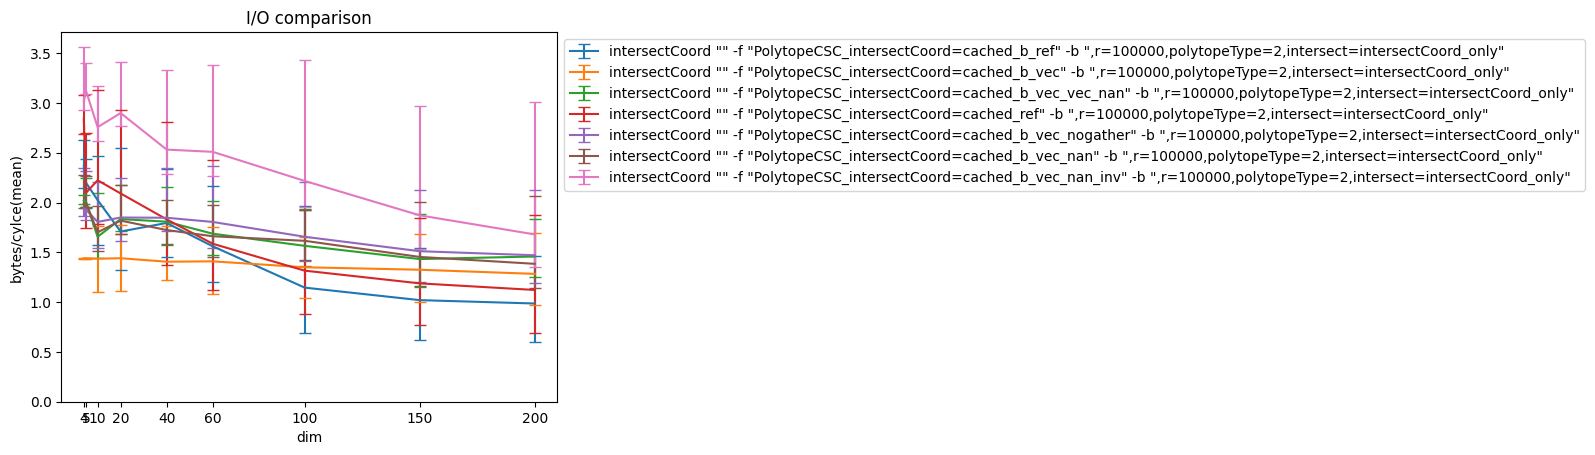 I/O comparison
3.5
3.0
2.5
2.0
1.5
1.0
0.5
0.0
bytes/cylce(mean)
4 5 10 20 40 60 100 150 200
dim
intersectCoord "" -f "PolytopeCSC_intersectCoord=cached_b_ref" -b ",r=100000,polytopeType=2,intersect=intersectCoord_only"
intersectCoord "" -f "PolytopeCSC_intersectCoord=cached_b_vec" -b ",r=100000,polytopeType=2,intersect=intersectCoord_only"
intersectCoord "" -f "PolytopeCSC_intersectCoord=cached_b_vec_vec_nan" -b ",r=100000,polytopeType=2,intersect=intersectCoord_only"
intersectCoord "" -f "PolytopeCSC_intersectCoord=cached_ref" -b ",r=100000,polytopeType=2,intersect=intersectCoord_only"
intersectCoord "" -f "PolytopeCSC_intersectCoord=cached_b_vec_nogather" -b ",r=100000,polytopeType=2,intersect=intersectCoord_only"
intersectCoord "" -f "PolytopeCSC_intersectCoord=cached_b_vec_nan" -b ",r=100000,polytopeType=2,intersect=intersectCoord_only"
intersectCoord "" -f "PolytopeCSC_intersectCoord=cached_b_vec_nan_inv" -b ",r=100000,polytopeType=2,intersect=intersectCoord_only"